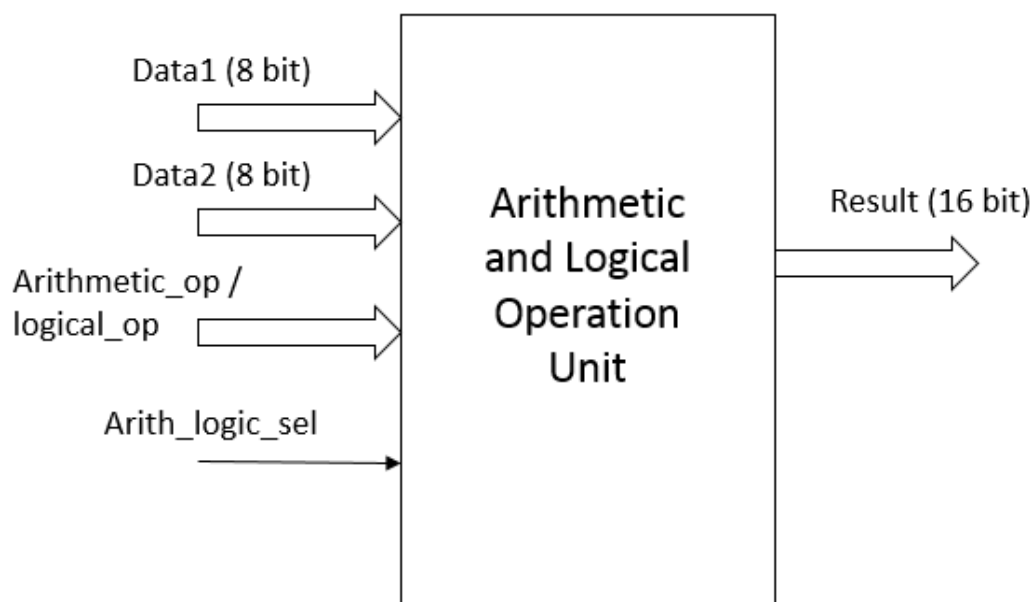 Data1 (8 bit)
Data2 (8 bit)
Arithmetic_op /
logical_op
Arith_logic_sel
Arithmetic
and Logical
Operation
Unit
Result (16 bit)